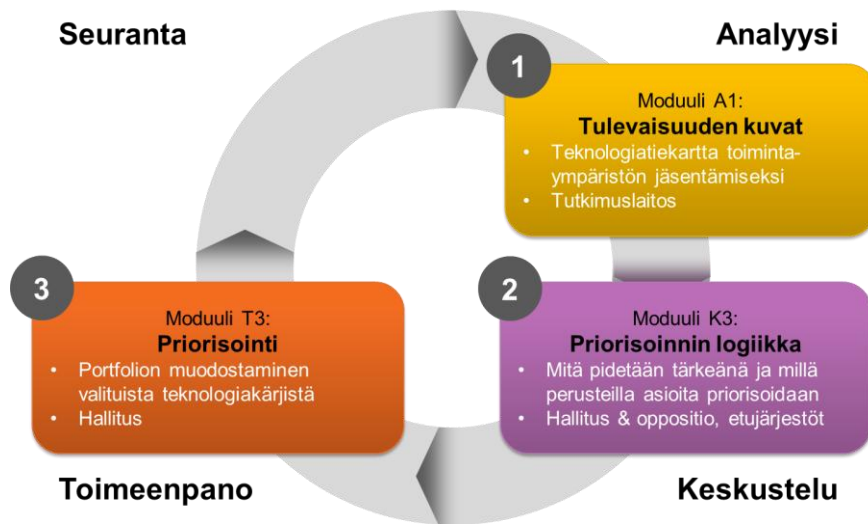 Seuranta
Analyysi
1
Moduuli A1:
Tulevaisuuden kuvat
• Teknologiatiekartta toiminta-
ympäristön jäsentämiseksi
• Tutkimuslaitos
3
Moduuli T3:
Priorisointi
• Portfolion muodostaminen
valituista teknologiakärjistä
• Hallitus
2
Moduuli K3:
Priorisoinnin logiikka
• Mitä pidetään tärkeänä ja millä
perusteilla asioita priorisoidaan
• Hallitus & oppositio, etujärjestöt
Toimeenpano
Keskustelu